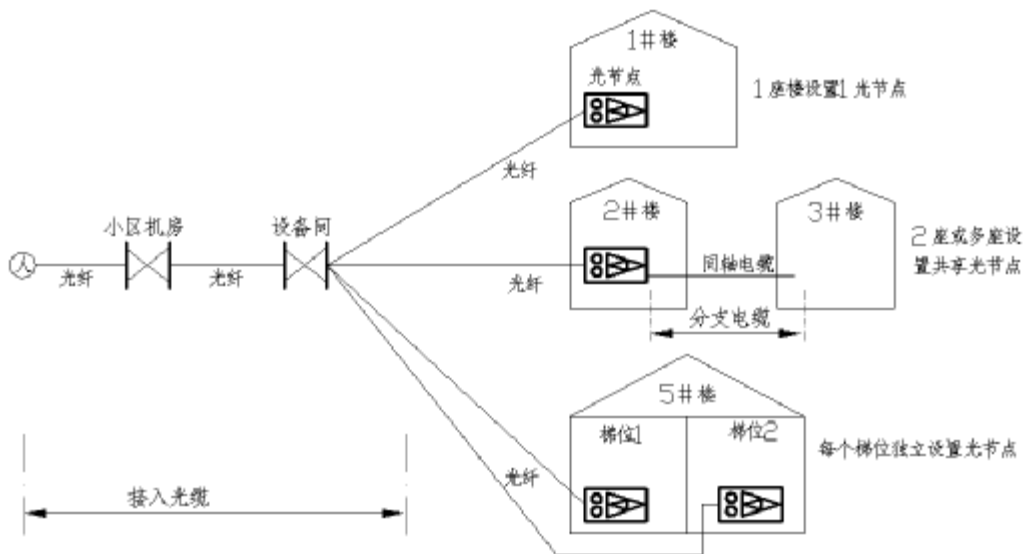 1#楼
光节点
1座楼设置1光节点
光纤
2#楼
3#楼
小区机房
设备间
2座或多座设
置共享光节点
人
光纤
光纤
光纤
同轴电缆
分支电缆
5#楼
梯位1
梯位2
每个梯位独立设置光节点
光纤
接入光缆